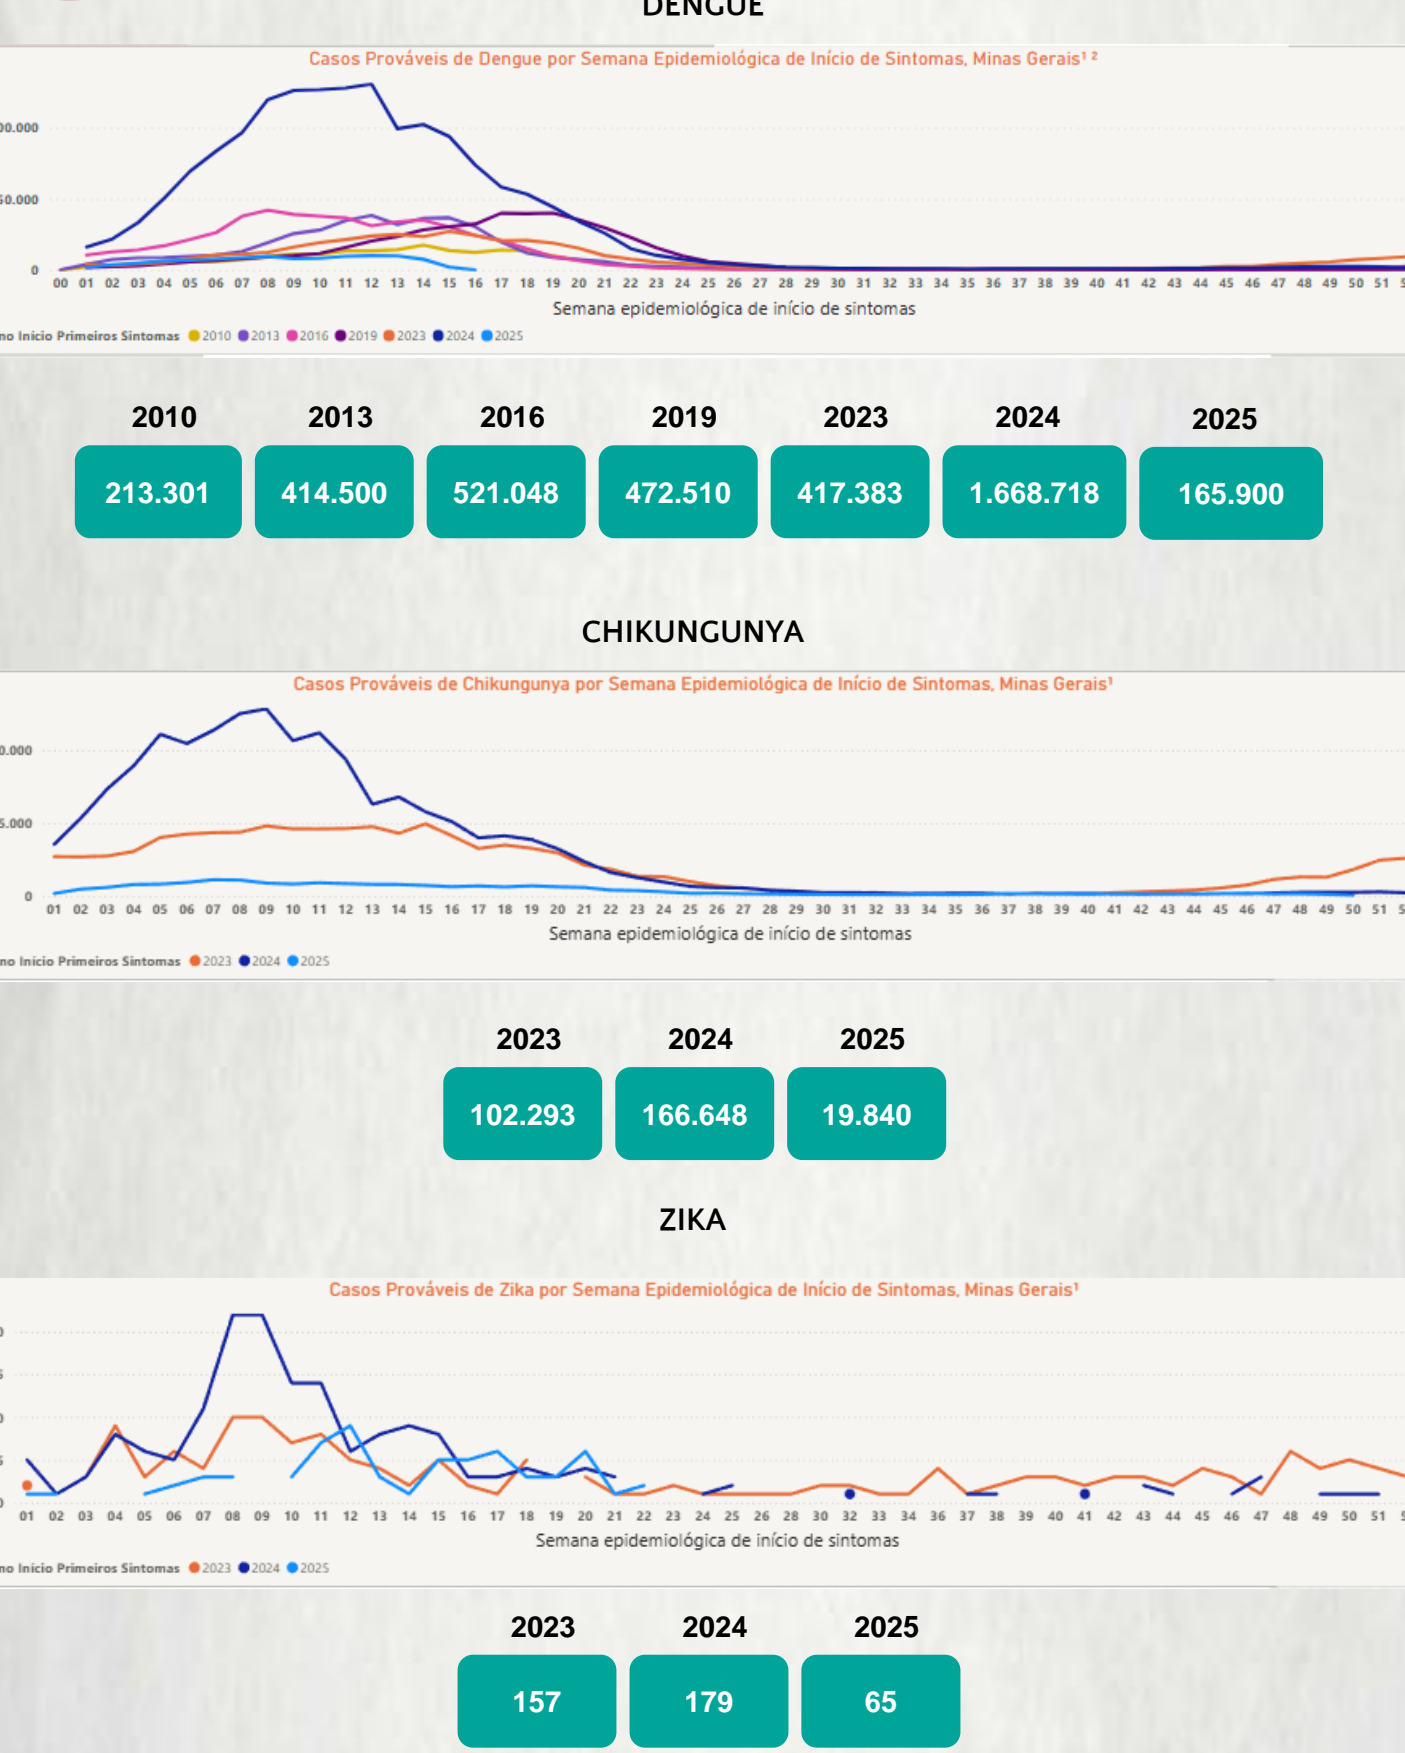 DENGUE
Casos Prováveis de Dengue por Semana Epidemiológica de Início de Sintomas, Minas Gerais¹ ²
00.000
50.000
0
00 01 02 03 04 05 06 07 08 09 10 11 12 13 14 15 16 17 18 19 20 21 22 23 24 25 26 27 28 29 30 31 32 33 34 35 36 37 38 39 40 41 42 43 44 45 46 47 48 49 50 51 5
Semana epidemiológica de início de sintomas
no Início Primeiros Sintomas 2010 2013 2016 2019 2023 2024 2025
2010 2013 2016 2019 2023 2024 2025
213.301 414.500 521.048 472.510 417.383 1.668.718 165.900
CHIKUNGUNYA
Casos Prováveis de Chikungunya por Semana Epidemiológica de Início de Sintomas, Minas Gerais¹
0.000
5.000
0
01 02 03 04 05 06 07 08 09 10 11 12 13 14 15 16 17 18 19 20 21 22 23 24 25 26 27 28 29 30 31 32 33 34 35 36 37 38 39 40 41 42 43 44 45 46 47 48 49 50 51 5
Semana epidemiológica de início de sintomas
no Início Primeiros Sintomas 2023 2024 2025
2023 2024 2025
102.293 166.648 19.840
ZIKA
Casos Prováveis de Zika por Semana Epidemiológica de Início de Sintomas, Minas Gerais¹
0
5
0
5
0
01 02 03 04 05 06 07 08 09 10 11 12 13 14 15 16 17 18 19 20 21 22 23 24 25 26 28 30 31 32 33 34 36 37 38 39 40 41 42 43 44 45 46 47 48 49 50 51 5
Semana epidemiológica de início de sintomas
no Início Primeiros Sintomas 2023 2024 2025
2023 2024 2025
157 179 65